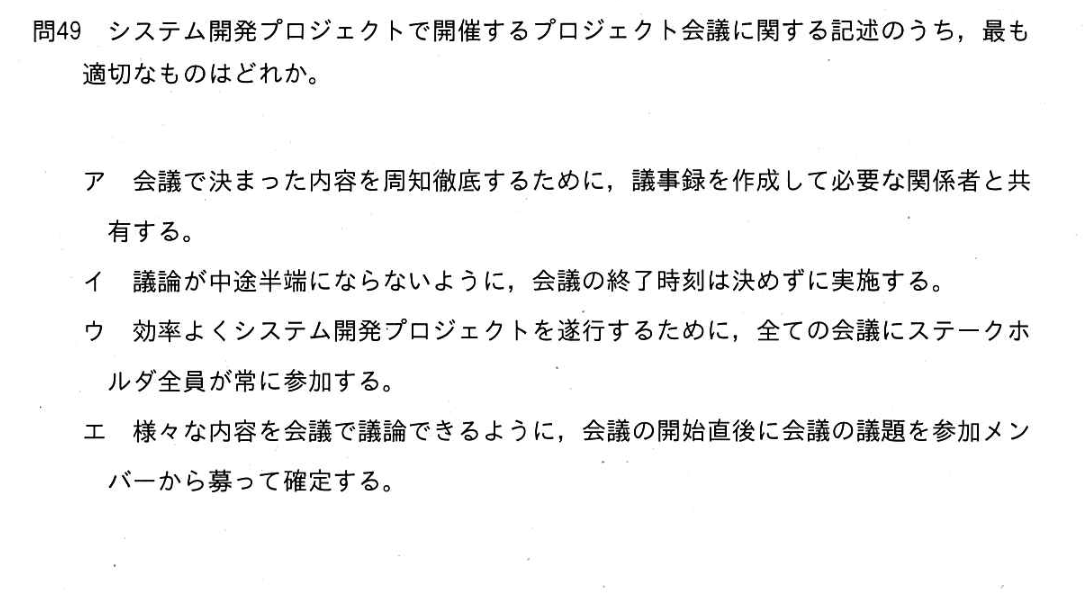 問49 システム開発プロジェクトで開催するプロジェクト会議に関する記述のうち，最も
適切なものはどれか。
ア 会議で決まった内容を周知徹底するために，議事録を作成して必要な関係者と共
有する。
イ 議論が中途半端にならないように，会議の終了時刻は決めずに実施する。
ウ 効率よくシステム開発プロジェクトを遂行するために，全ての会議にステークホ
ルダ全員が常に参加する。
エ 様々な内容を会議で議論できるように，会議の開始直後に会議の議題を参加メン
バーから募って確定する。